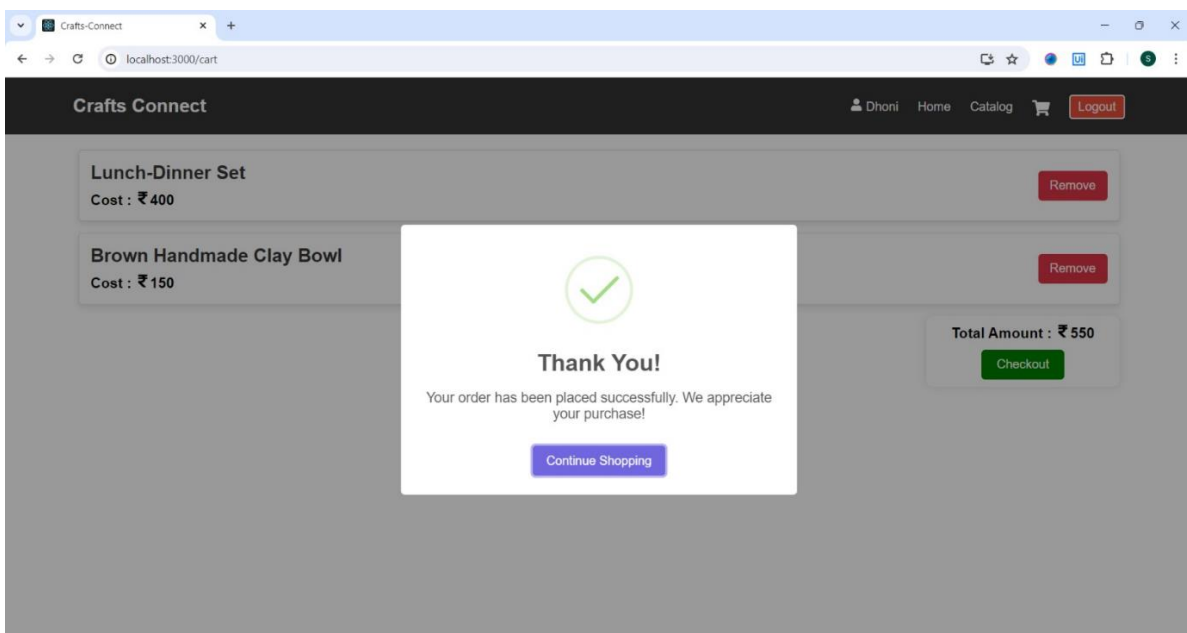 Crafts-Connect
localhost:3000/cart
UI
S
Crafts Connect
Dhoni Home Catalog Logout
Lunch-Dinner Set
Cost : ₹ 400
Remove
Brown Handmade Clay Bowl
Cost : ₹ 150
Remove
Total Amount : ₹ 550
Checkout
Thank You!
Your order has been placed successfully. We appreciate
your purchase!
Continue Shopping